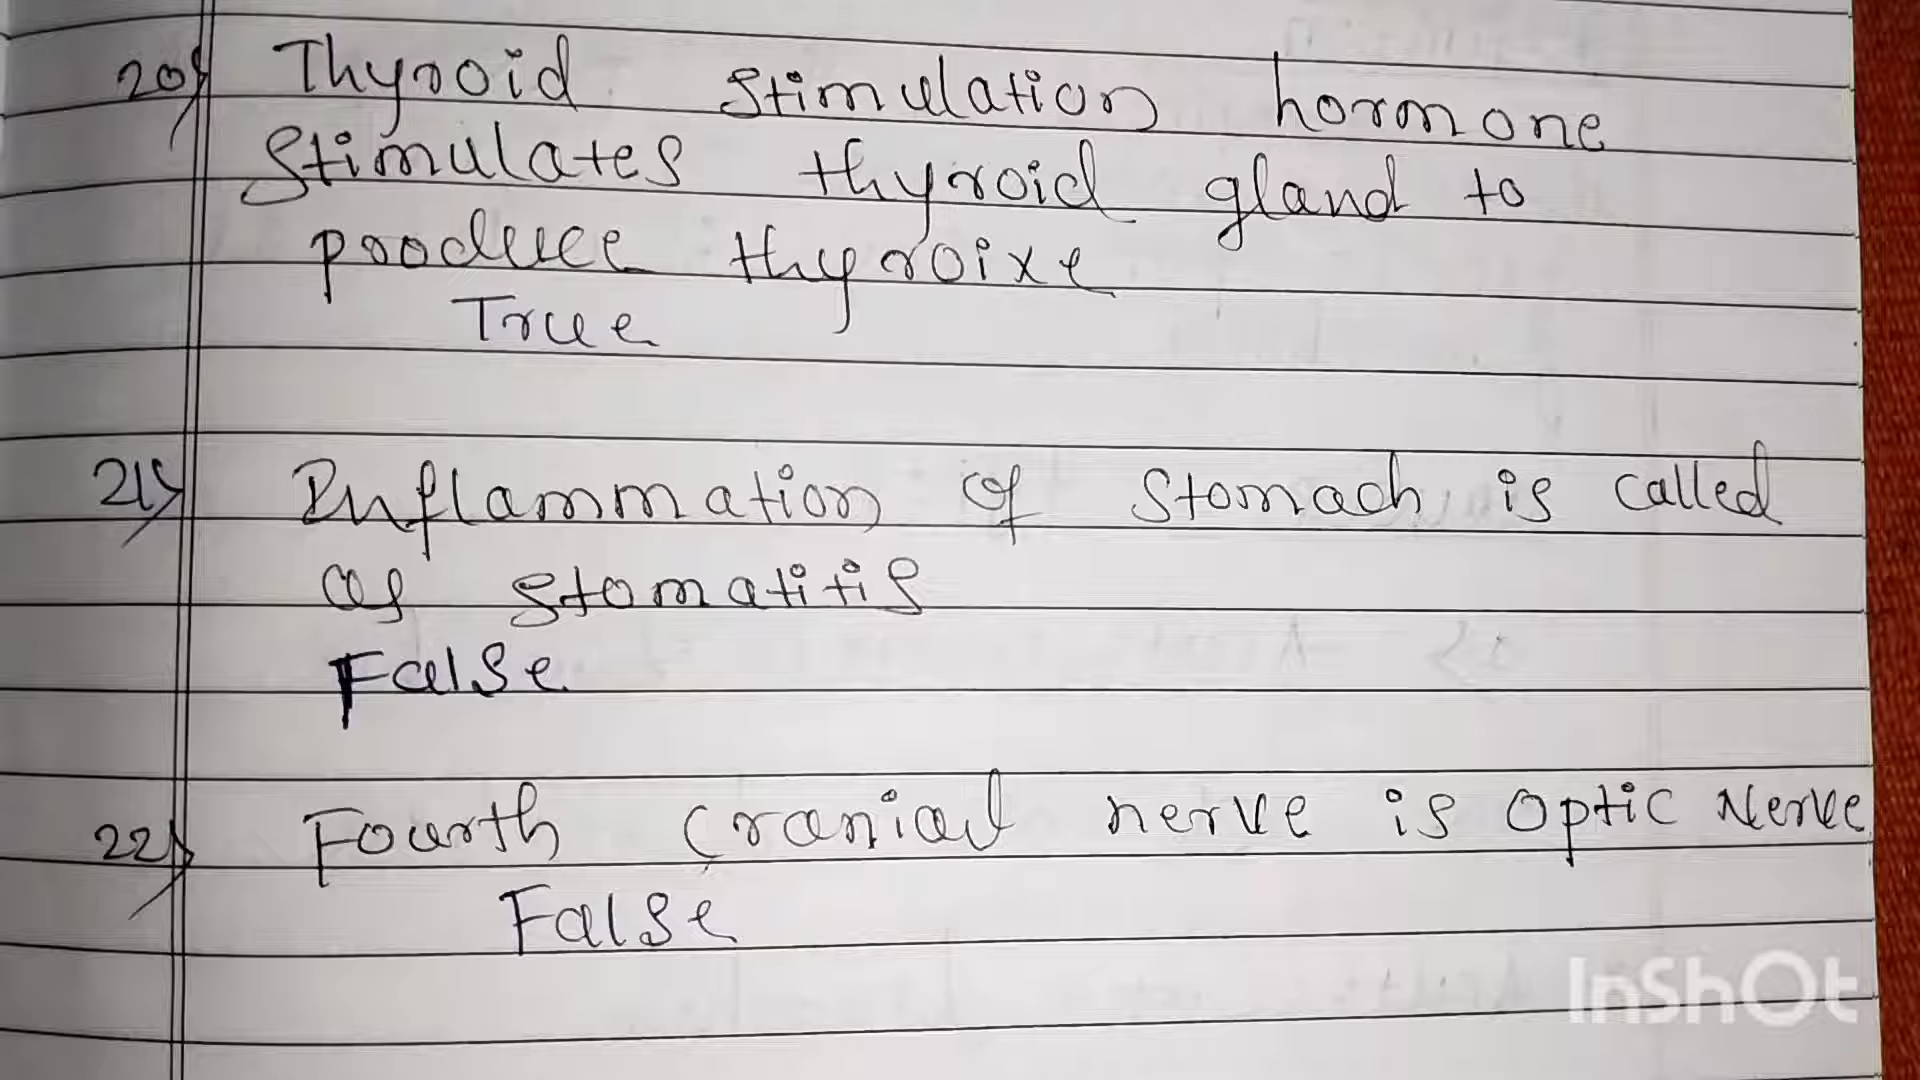 20) Thyroid stimulation hormone
stimulates thyroid gland to
produce thyroixe
True
21) Inflammation of stomach is called
as stomatitis
False
22) Fourth cranial nerve is optic Nerve
False
InShOt